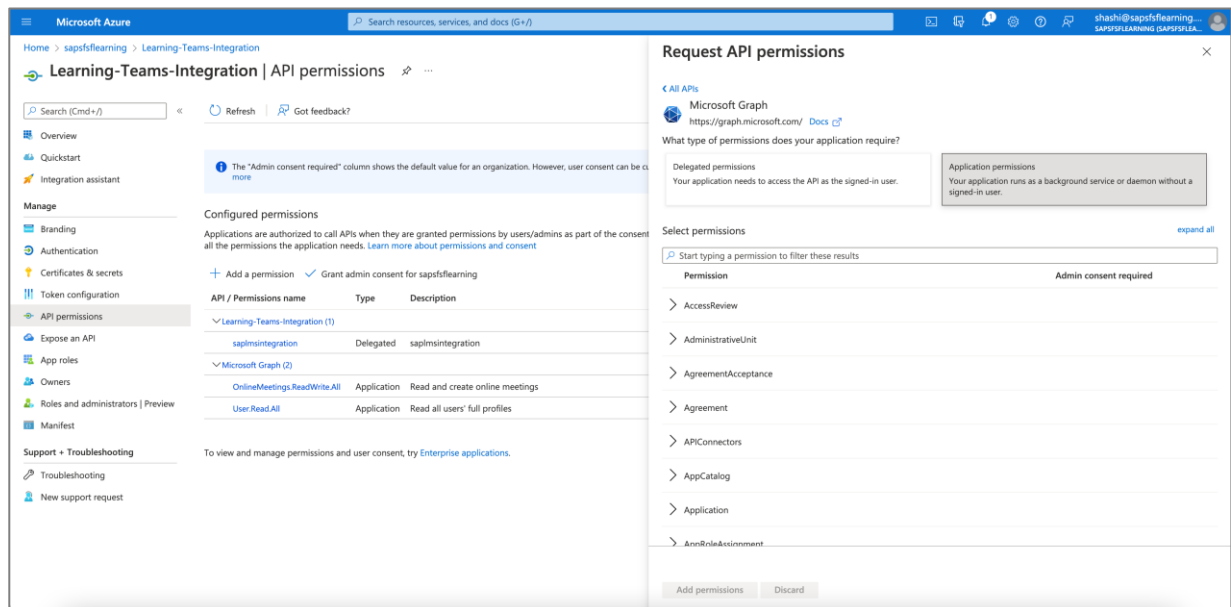 Microsoft Azure
Search resources, services, and docs (G+/)
1
shashi@sapsfsflearning....
SAPSFSFLEARNING (SAPSFSFLEA...
Home > sapsfsflearning > Learning-Teams-Integration
Learning-Teams-Integration | API permissions
Search (Cmd+/)
«
Overview
Quickstart
Integration assistant
Manage
Branding
Authentication
Certificates & secrets
Token configuration
API permissions
Expose an API
App roles
Owners
Roles and administrators | Preview
Manifest
Support + Troubleshooting
Troubleshooting
New support request
Refresh
Got feedback?
The "Admin consent required" column shows the default value for an organization. However, user consent can be cu
more
Configured permissions
Applications are authorized to call APIs when they are granted permissions by users/admins as part of the consent
all the permissions the application needs. Learn more about permissions and consent
Add a permission Grant admin consent for sapsfsflearning
API / Permissions name Type Description
Learning-Teams-Integration (1)
saplmsintegration Delegated saplmsintegration
Microsoft Graph (2)
OnlineMeetings.ReadWrite.All Application Read and create online meetings
User.Read.All Application Read all users' full profiles
To view and manage permissions and user consent, try Enterprise applications.
Request API permissions
All APIs
Microsoft Graph
https://graph.microsoft.com/ Docs
What type of permissions does your application require?
Delegated permissions
Your application needs to access the API as the signed-in user.
Application permissions
Your application runs as a background service or daemon without a
signed-in user.
Select permissions
expand all
Start typing a permission to filter these results
Permission Admin consent required
AccessReview
AdministrativeUnit
AgreementAcceptance
Agreement
APIConnectors
AppCatalog
Application
AppRoleAssignment
Add permissions
Discard